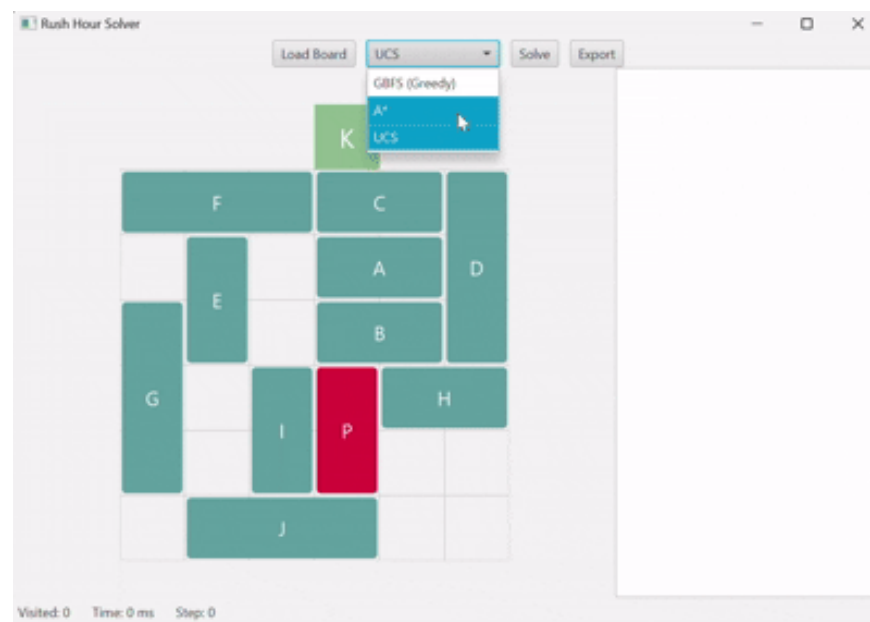 Rush Hour Solver
Load Board UCS Solve Export
GBFS (Greedy)
A*
UCS
K
F C
A D
E
B
G H
I P
J
Visited: 0 Time: 0 ms Step: 0